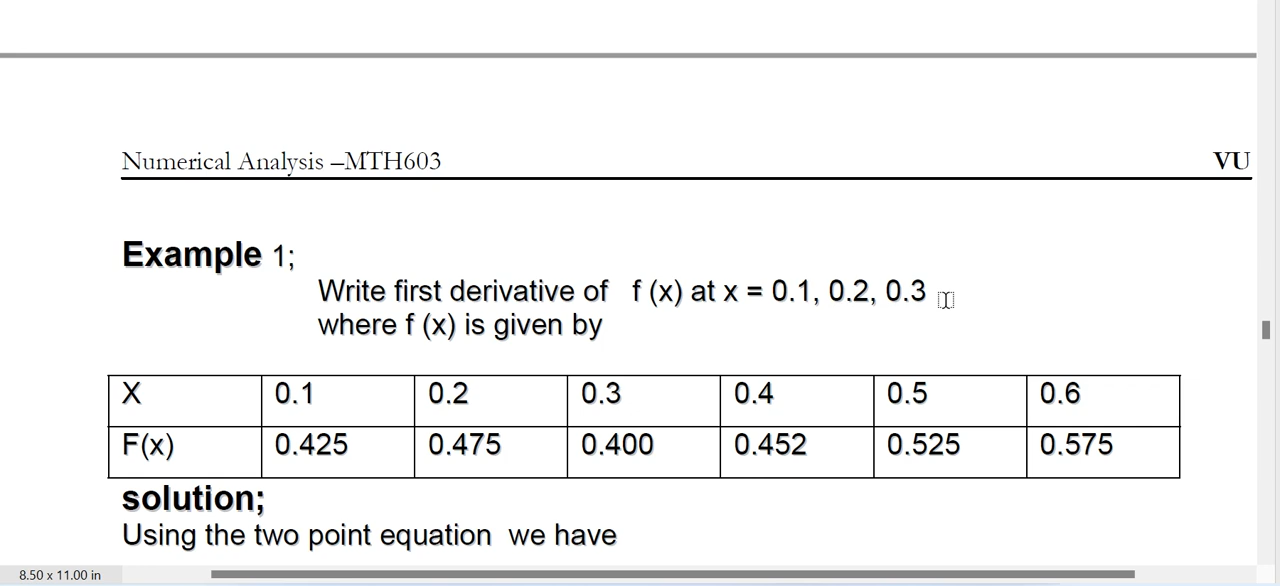 Numerical Analysis –MTH603 VU
Example 1;
Write first derivative of f (x) at x = 0.1, 0.2, 0.3
where f (x) is given by
X 0.1 0.2 0.3 0.4 0.5 0.6
F(x) 0.425 0.475 0.400 0.452 0.525 0.575
solution;
Using the two point equation we have
8.50 x 11.00 in